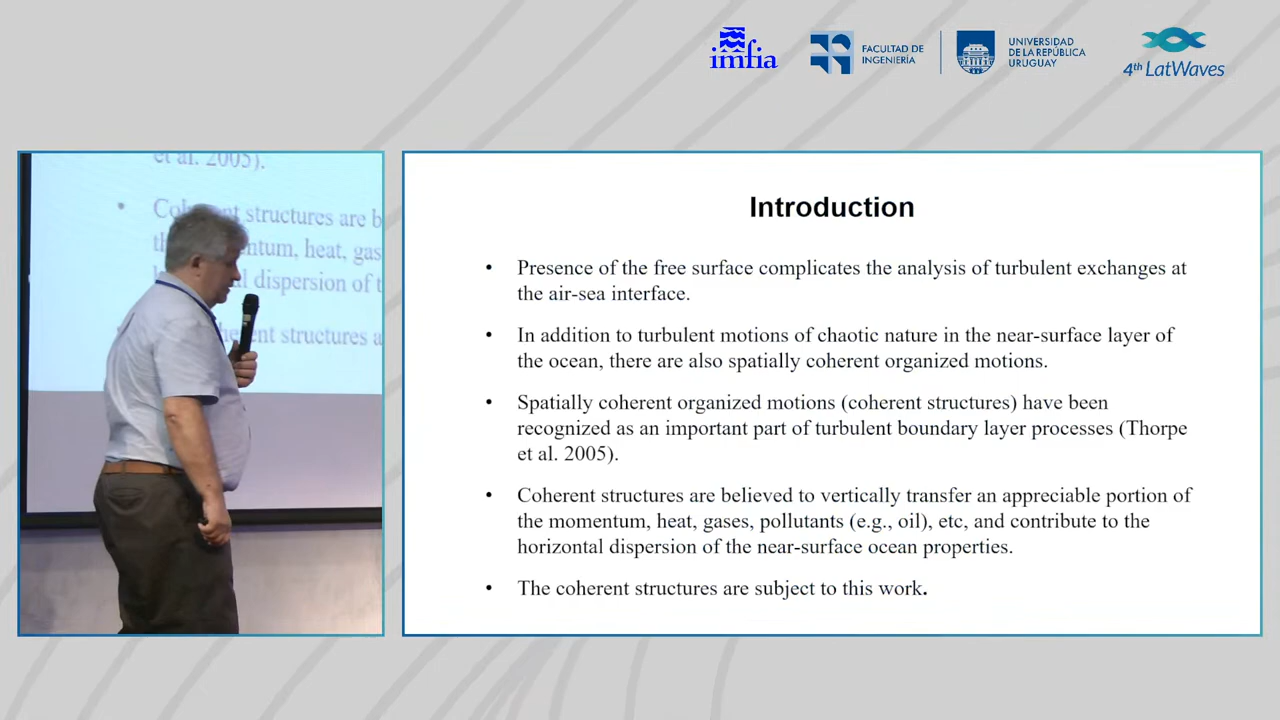 imfia
FACULTAD DE
INGENIERÍA
UNIVERSIDAD
DE LA REPÚBLICA
URUGUAY
4th LatWaves
et al. 2005).
• Coherent structures are b
momentum, heat, gas
dispersion of t
coherent structures a
Introduction
• Presence of the free surface complicates the analysis of turbulent exchanges at
the air-sea interface.
• In addition to turbulent motions of chaotic nature in the near-surface layer of
the ocean, there are also spatially coherent organized motions.
• Spatially coherent organized motions (coherent structures) have been
recognized as an important part of turbulent boundary layer processes (Thorpe
et al. 2005).
• Coherent structures are believed to vertically transfer an appreciable portion of
the momentum, heat, gases, pollutants (e.g., oil), etc, and contribute to the
horizontal dispersion of the near-surface ocean properties.
• The coherent structures are subject to this work.